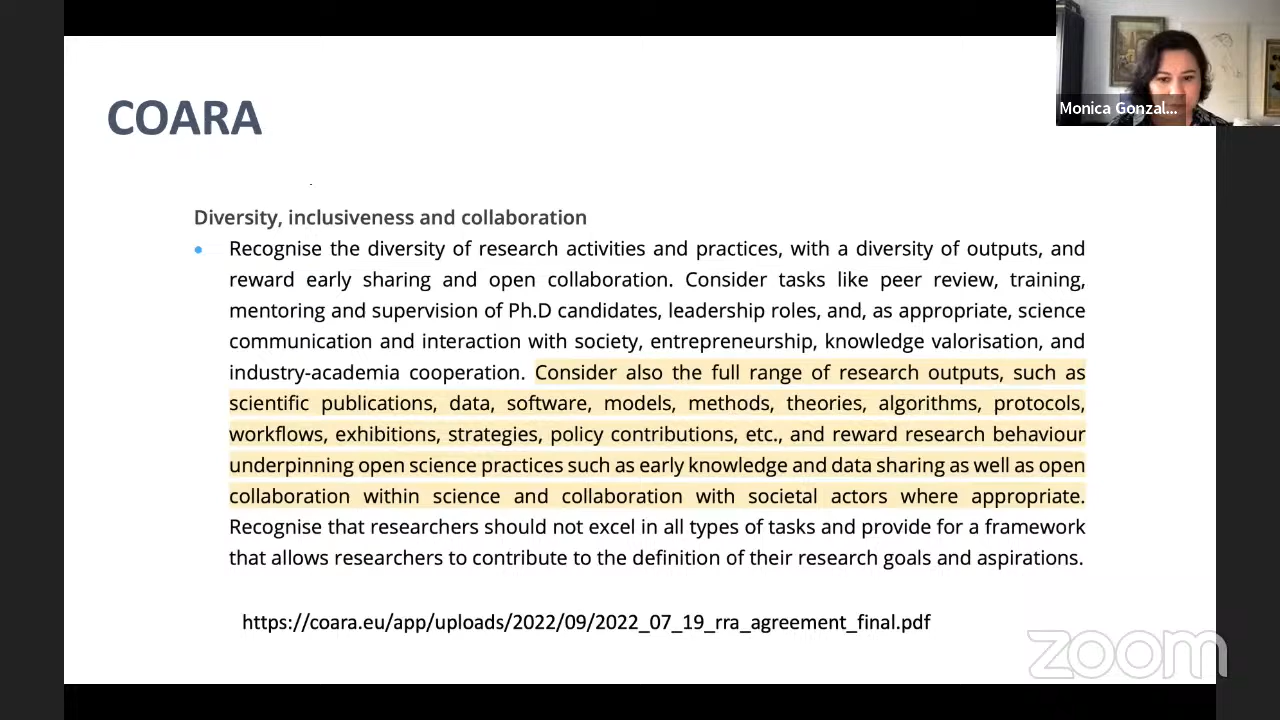 COARA
Monica Gonzal...
Diversity, inclusiveness and collaboration
Recognise the diversity of research activities and practices, with a diversity of outputs, and
reward early sharing and open collaboration. Consider tasks like peer review, training,
mentoring and supervision of Ph.D candidates, leadership roles, and, as appropriate, science
communication and interaction with society, entrepreneurship, knowledge valorisation, and
industry-academia cooperation. Consider also the full range of research outputs, such as
scientific publications, data, software, models, methods, theories, algorithms, protocols,
workflows, exhibitions, strategies, policy contributions, etc., and reward research behaviour
underpinning open science practices such as early knowledge and data sharing as well as open
collaboration within science and collaboration with societal actors where appropriate.
Recognise that researchers should not excel in all types of tasks and provide for a framework
that allows researchers to contribute to the definition of their research goals and aspirations.
https://coara.eu/app/uploads/2022/09/2022_07_19_rra_agreement_final.pdf
zoom